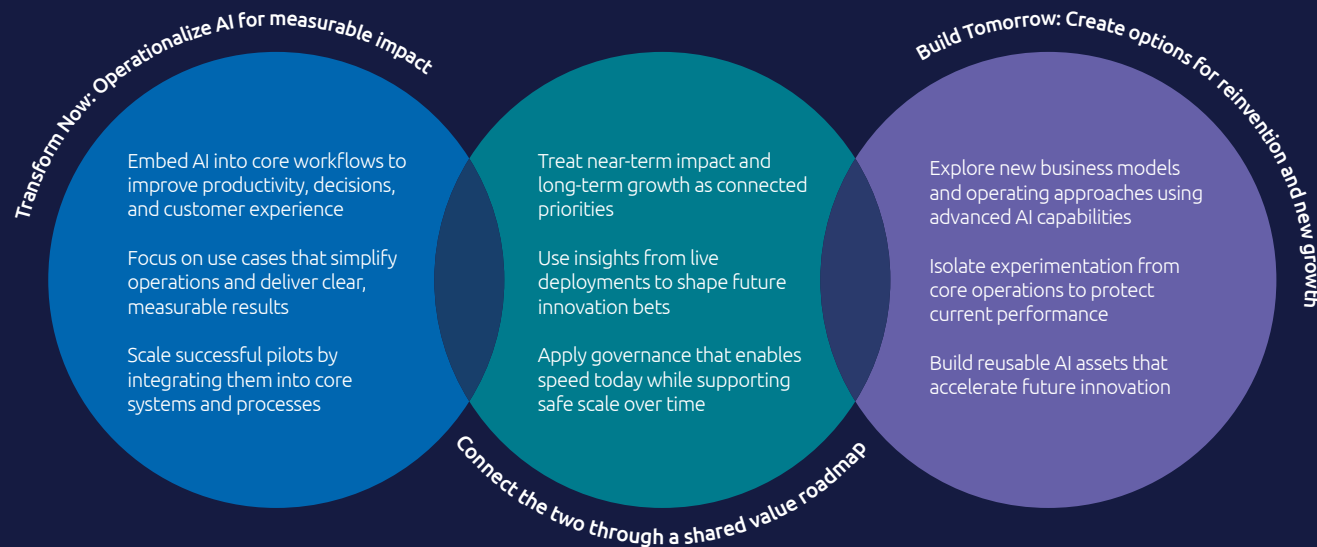 Transform Now: Operationalize AI for measurable impact
Embed AI into core workflows to
improve productivity, decisions,
and customer experience
Focus on use cases that simplify
operations and deliver clear,
measurable results
Scale successful pilots by
integrating them into core
systems and processes
Connect the two through a shared value roadmap
Treat near-term impact and
long-term growth as connected
priorities
Use insights from live
deployments to shape future
innovation bets
Apply governance that enables
speed today while supporting
safe scale over time
Build Tomorrow: Create options for reinvention and new growth
Explore new business models
and operating approaches using
advanced AI capabilities
Isolate experimentation from
core operations to protect
current performance
Build reusable AI assets that
accelerate future innovation